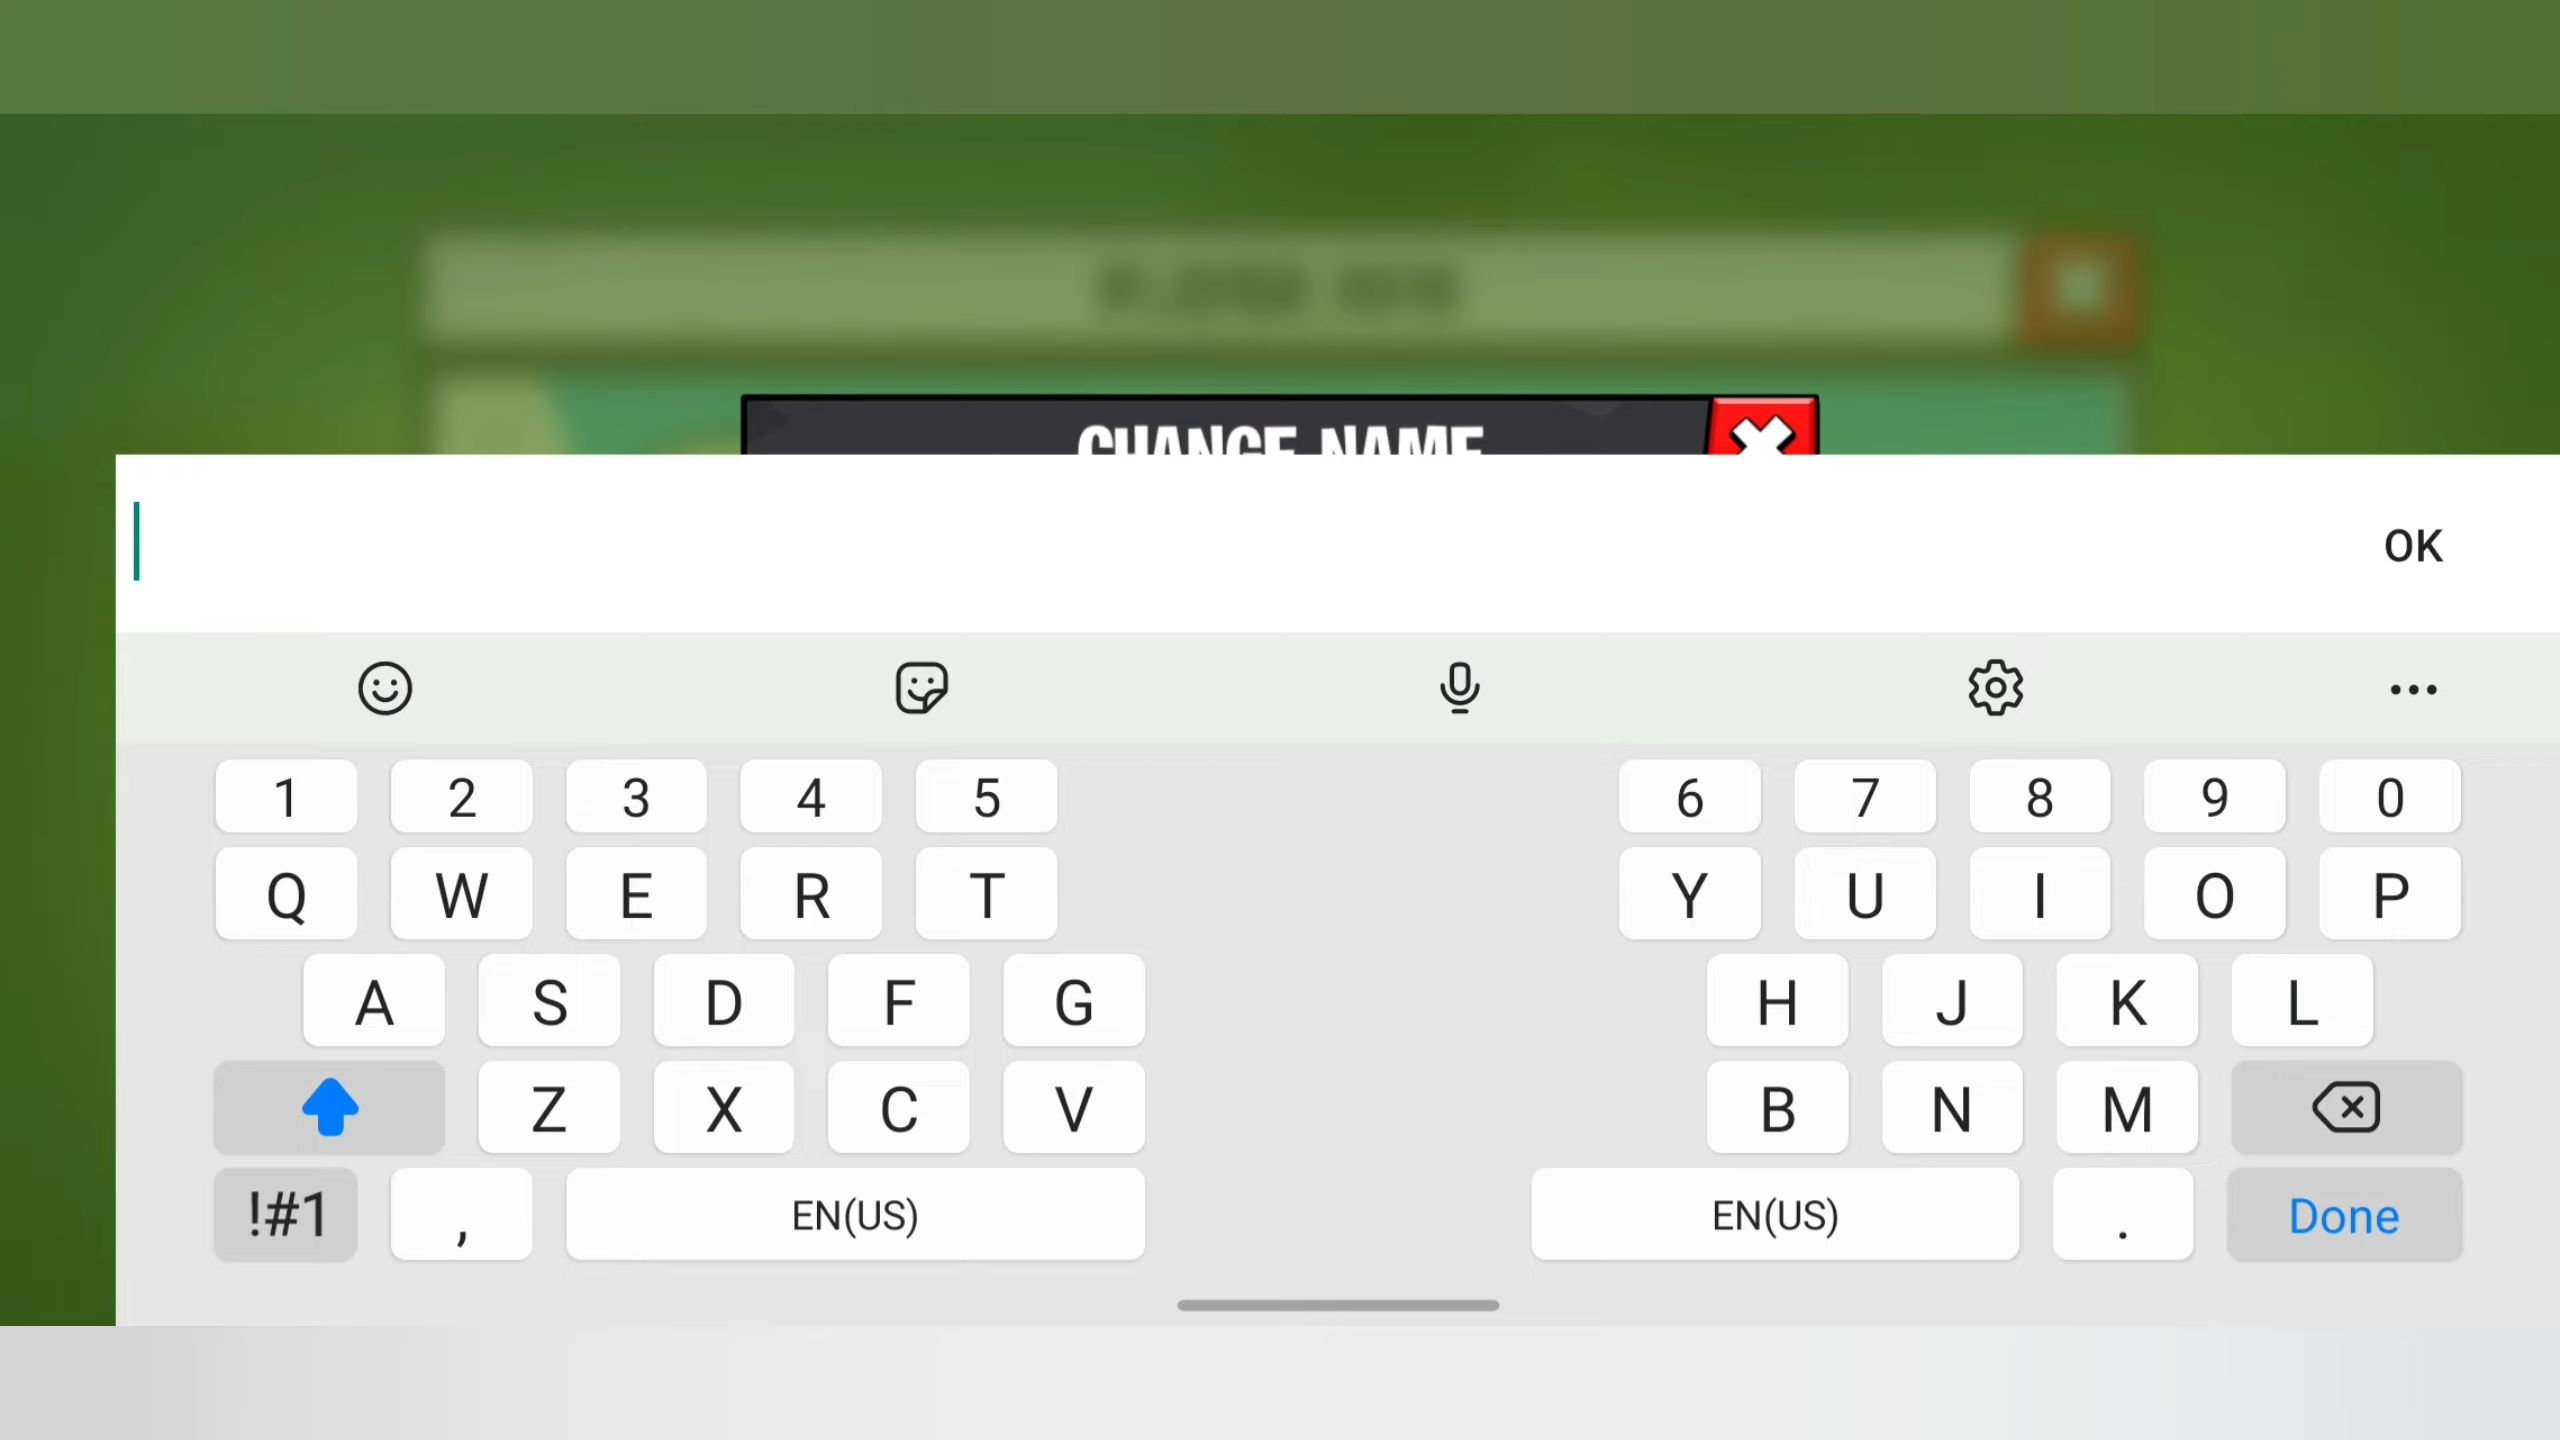 CHANGE NAME
OK
1 2 3 4 5 6 7 8 9 0
Q W E R T Y U I O P
A S D F G H J K L
Z X C V B N M
!#1 , EN(US) EN(US) . Done